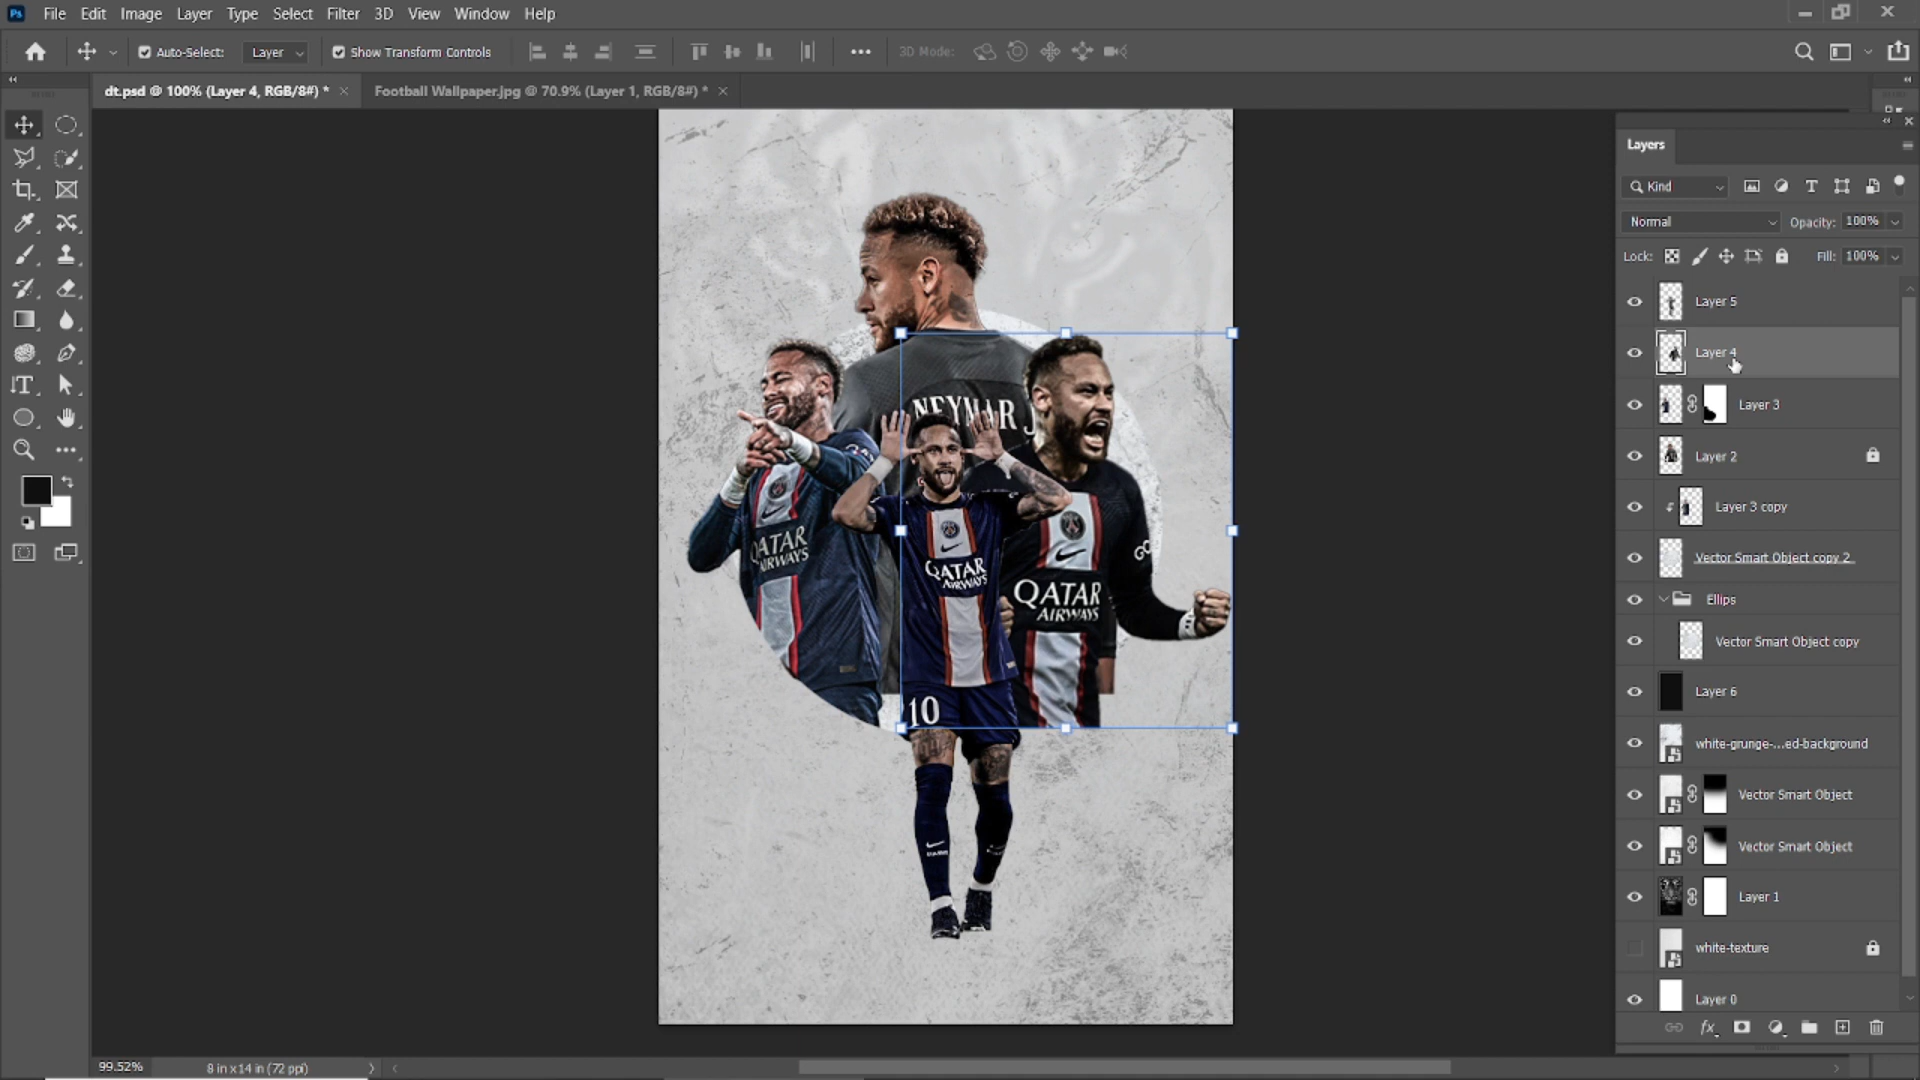 Ps File Edit Image Layer Type Select Filter 3D View Window Help
Auto-Select: Layer Show Transform Controls 3D Mode:
dt.psd @ 100% (Layer 4, RGB/8#) * Football Wallpaper.jpg @ 70.9% (Layer 1, RGB/8#) *
Layers
Kind
Normal Opacity: 100%
Lock: Fill: 100%
Layer 5
Layer 4
Layer 3
Layer 2
Layer 3 copy
Vector Smart Object copy 2
Ellips
Vector Smart Object copy
Layer 6
white-grunge-...ed-background
Vector Smart Object
Vector Smart Object
Layer 1
white-texture
Layer 0
fx
NEYMAR J
QATAR
AIRWAYS
QATAR
AIRWAYS
QATAR
AIRWAYS
GO
10
99.52% 8 in x 14 in (72 ppi)